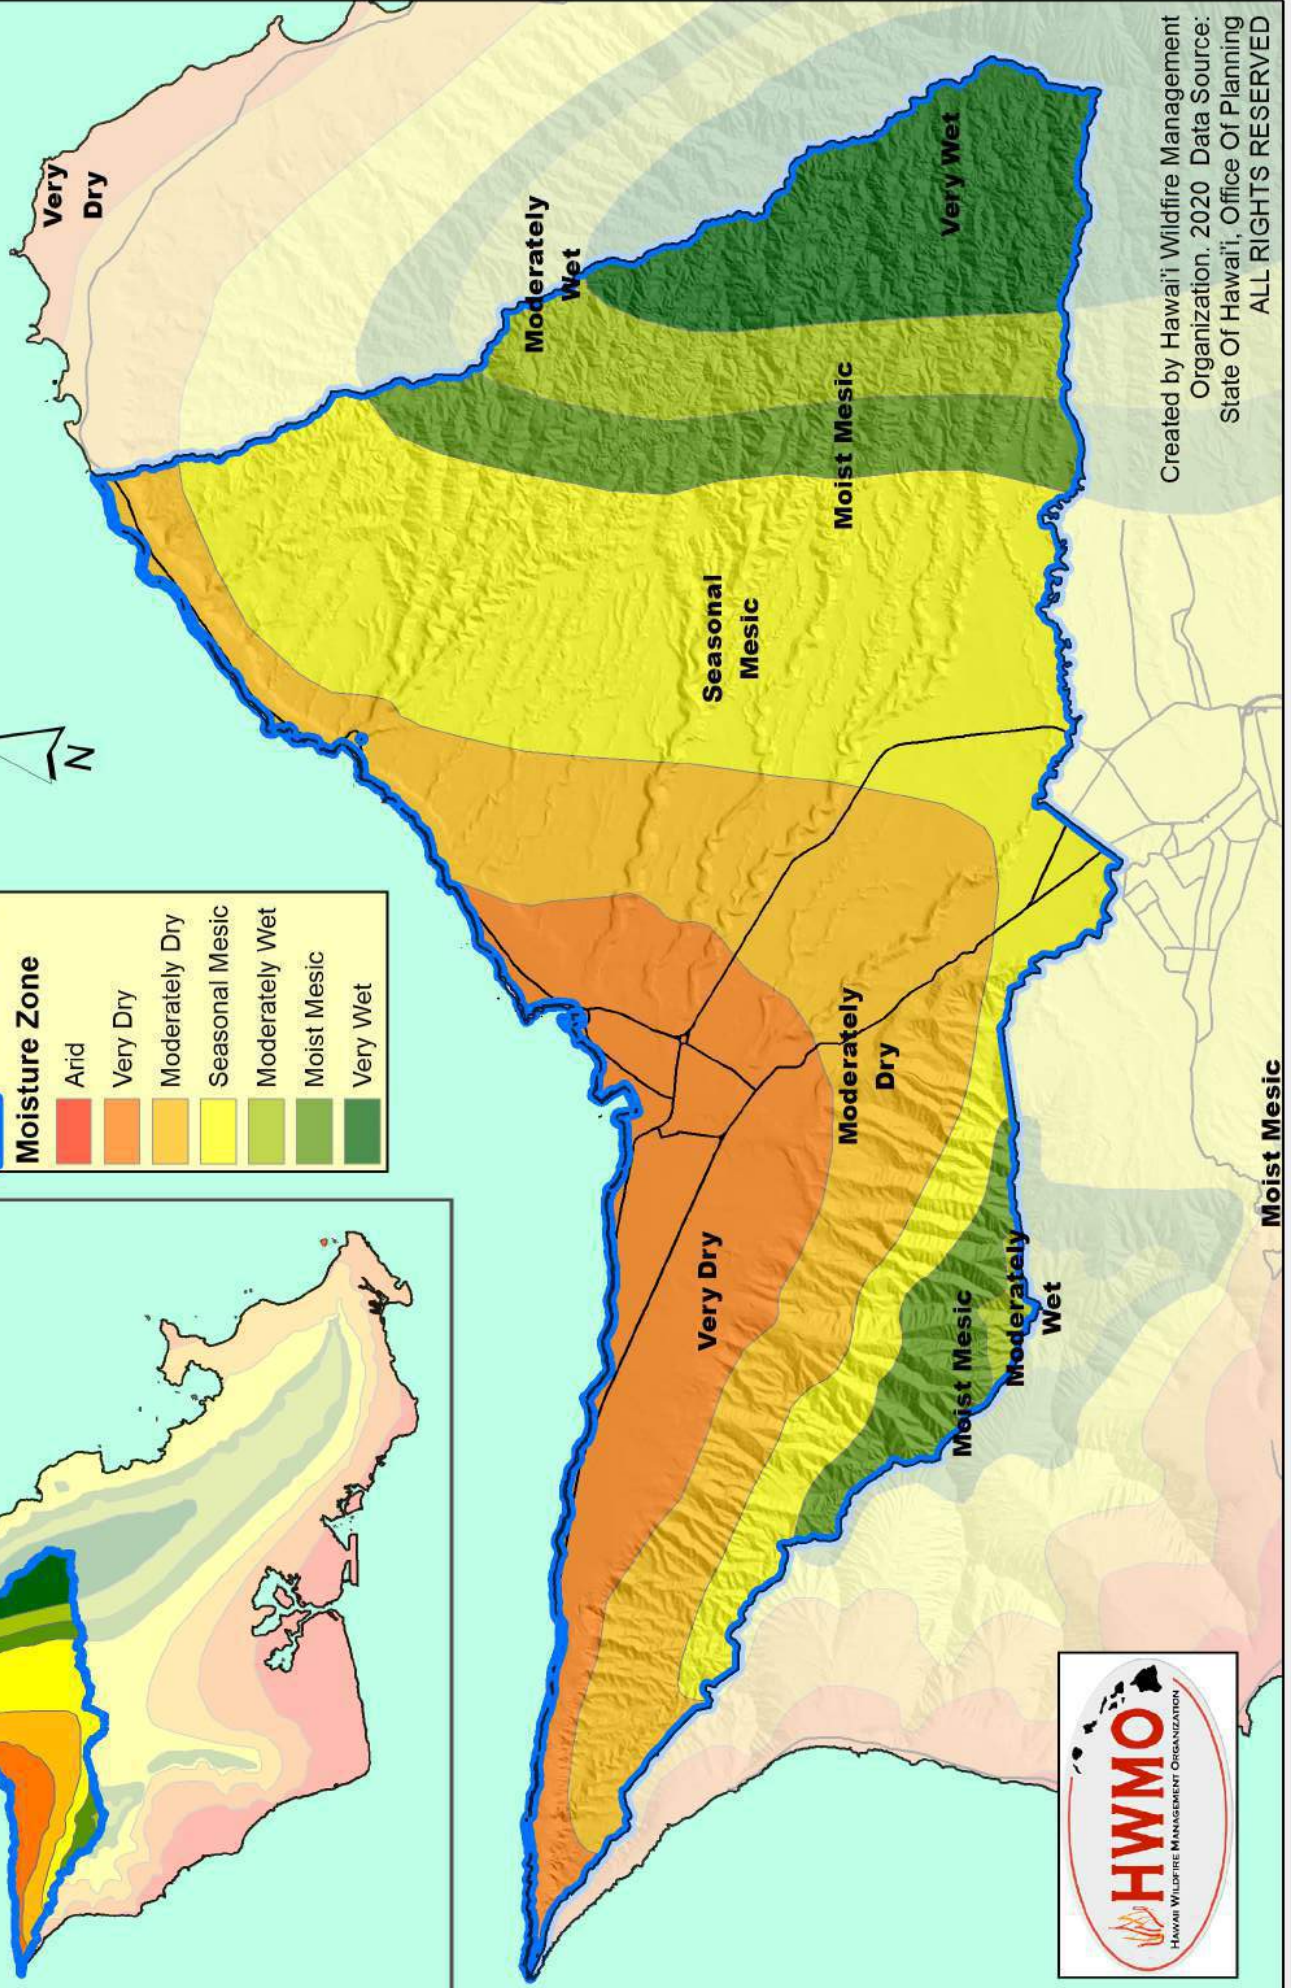 N
Moisture Zone
Arid
Very Dry
Moderately Dry
Seasonal Mesic
Moderately Wet
Moist Mesic
Very Wet
Very
Dry
Moderately
Wet
Very Wet
Moist Mesic
Seasonal
Mesic
Moderately
Dry
Very Dry
Moist Mesic
Moderately
Wet
Moist Mesic
HWMO
HAWAII WILDFIRE MANAGEMENT ORGANIZATION
Created by Hawai'i Wildfire Management
Organization. 2020 Data Source:
State Of Hawai'i, Office Of Planning
ALL RIGHTS RESERVED